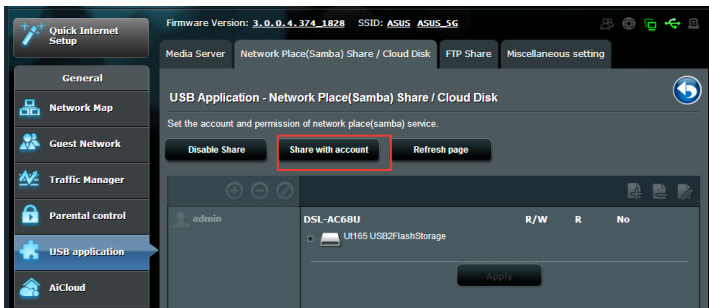 Quick Internet
Setup
Firmware Version: 3.0.0.4.374_1828 SSID: ASUS ASUS_5G
Media Server Network Place(Samba) Share / Cloud Disk FTP Share Miscellaneous setting
General
Network Map
Guest Network
Traffic Manager
Parental control
USB application
AiCloud
USB Application - Network Place(Samba) Share / Cloud Disk
Set the account and permission of network place(samba) service.
Disable Share Share with account Refresh page
admin
DSL-AC68U R/W R No
Ut165 USB2FlashStorage
Apply